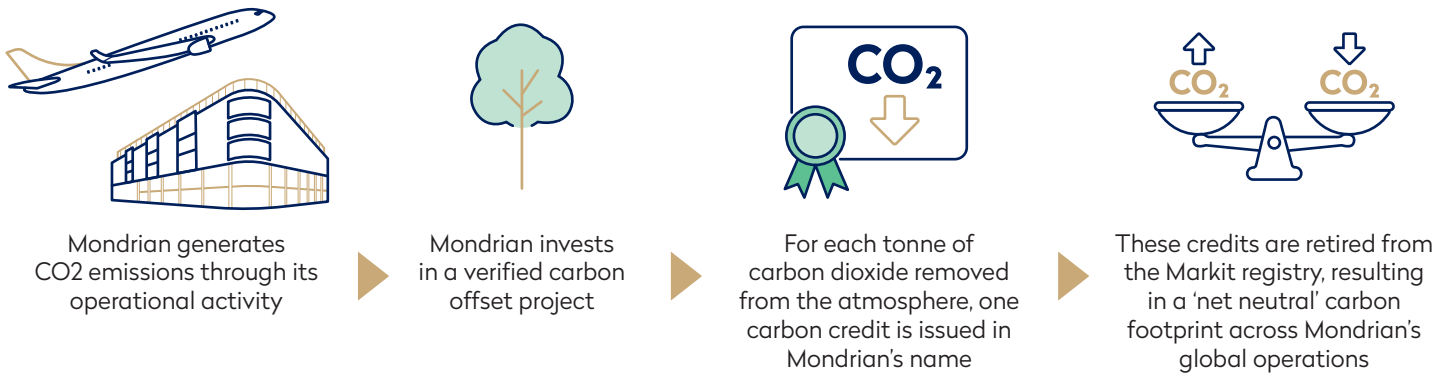 CO₂
CO₂
CO₂
Mondrian generates
CO2 emissions through its
operational activity
Mondrian invests
in a verified carbon
offset project
For each tonne of
carbon dioxide removed
from the atmosphere, one
carbon credit is issued in
Mondrian's name
These credits are retired from
the Markit registry, resulting
in a ‘net neutral’ carbon
footprint across Mondrian's
global operations